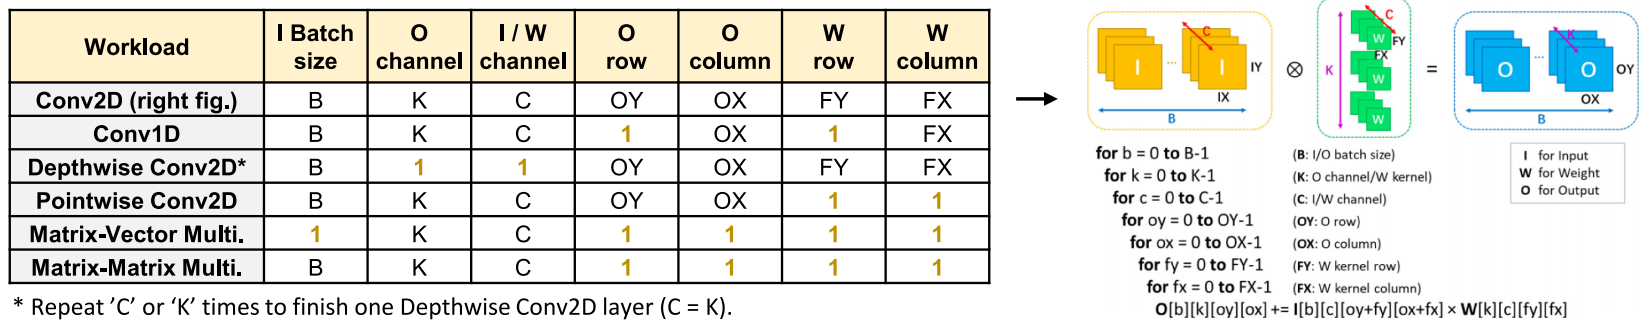 Workload | I Batch size | O channel | I / W channel | O row | O column | W row | W column
Conv2D (right fig.) | B | K | C | OY | OX | FY | FX
Conv1D | B | K | C | 1 | OX | 1 | FX
Depthwise Conv2D* | B | 1 | 1 | OY | OX | FY | FX
Pointwise Conv2D | B | K | C | OY | OX | 1 | 1
Matrix-Vector Multi. | 1 | K | C | 1 | 1 | 1 | 1
Matrix-Matrix Multi. | B | K | C | 1 | 1 | 1 | 1
* Repeat 'C' or 'K' times to finish one Depthwise Conv2D layer (C = K).
I ... I C IY
IX
B
⊗
C
W FY
FX
K W
W
=
O ... O K OY
OX
B
for b = 0 to B-1 (B: I/O batch size)
for k = 0 to K-1 (K: O channel/W kernel)
for c = 0 to C-1 (C: I/W channel)
for oy = 0 to OY-1 (OY: O row)
for ox = 0 to OX-1 (OX: O column)
for fy = 0 to FY-1 (FY: W kernel row)
for fx = 0 to FX-1 (FX: W kernel column)
O[b][k][oy][ox] += I[b][c][oy+fy][ox+fx] × W[k][c][fy][fx]
I for Input
W for Weight
O for Output